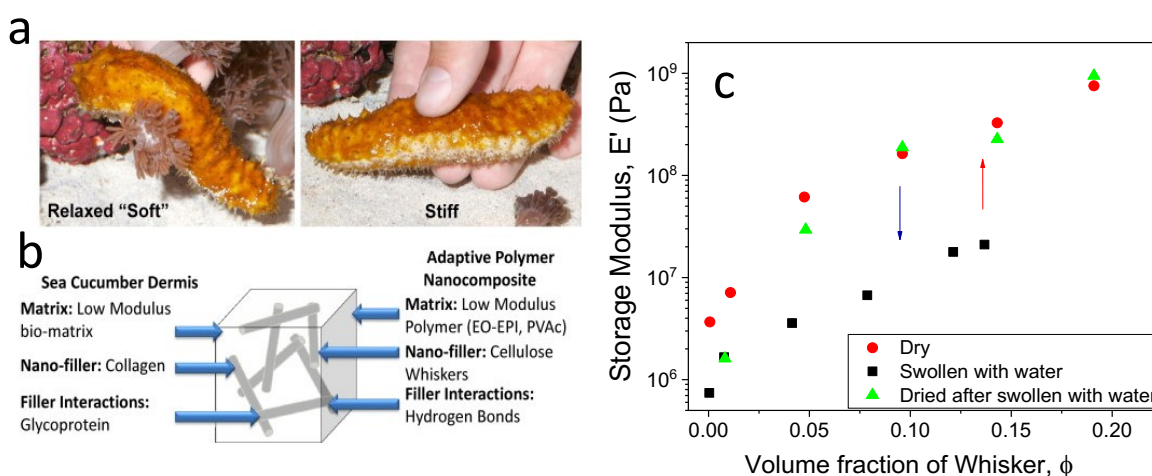 a
Relaxed "Soft"
Stiff
b
Sea Cucumber Dermis
Matrix: Low Modulus
bio-matrix
Nano-filler: Collagen
Filler Interactions:
Glycoprotein
Adaptive Polymer
Nanocomposite
Matrix: Low Modulus
Polymer (EO-EPI, PVAc)
Nano-filler: Cellulose
Whiskers
Filler Interactions:
Hydrogen Bonds
c
Storage Modulus, E' (Pa)
10⁹
10⁸
10⁷
10⁶
Dry
Swollen with water
Dried after swollen with water
0.00 0.05 0.10 0.15 0.20
Volume fraction of Whisker, ϕ